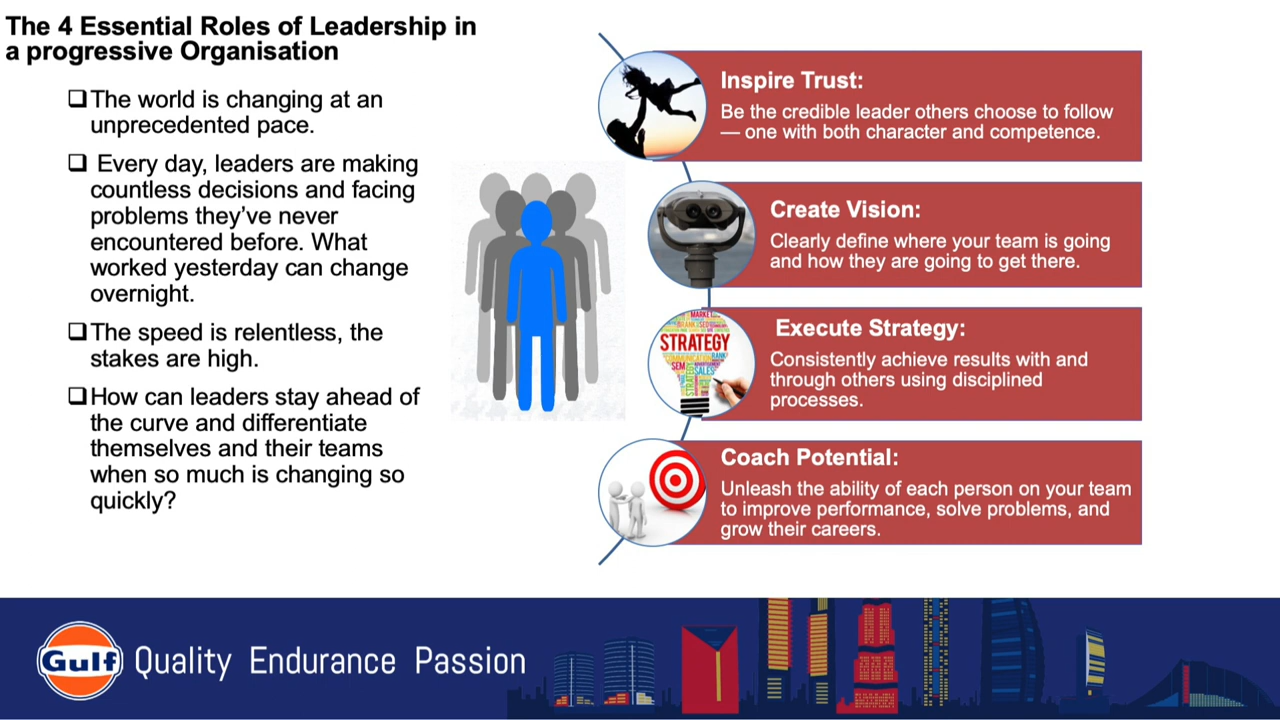 The 4 Essential Roles of Leadership in
a progressive Organisation
❑The world is changing at an
unprecedented pace.
❑ Every day, leaders are making
countless decisions and facing
problems they’ve never
encountered before. What
worked yesterday can change
overnight.
❑The speed is relentless, the
stakes are high.
❑How can leaders stay ahead of
the curve and differentiate
themselves and their teams
when so much is changing so
quickly?
Inspire Trust:
Be the credible leader others choose to follow
— one with both character and competence.
Create Vision:
Clearly define where your team is going
and how they are going to get there.
STRATEGY
SEM
SALES
RANK
Execute Strategy:
Consistently achieve results with and
through others using disciplined
processes.
Coach Potential:
Unleash the ability of each person on your team
to improve performance, solve problems, and
grow their careers.
Gulf Quality Endurance Passion